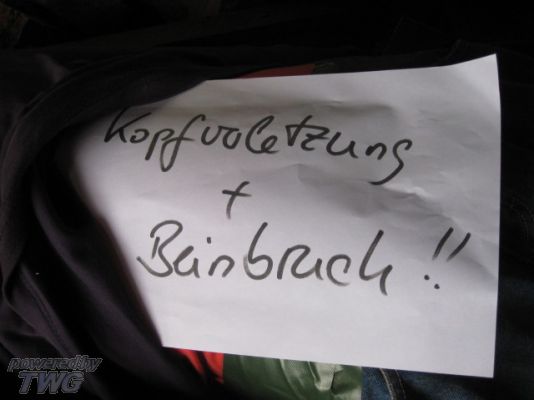 Kopfverletzung
+
Beinbruch !!
powered by
TWG